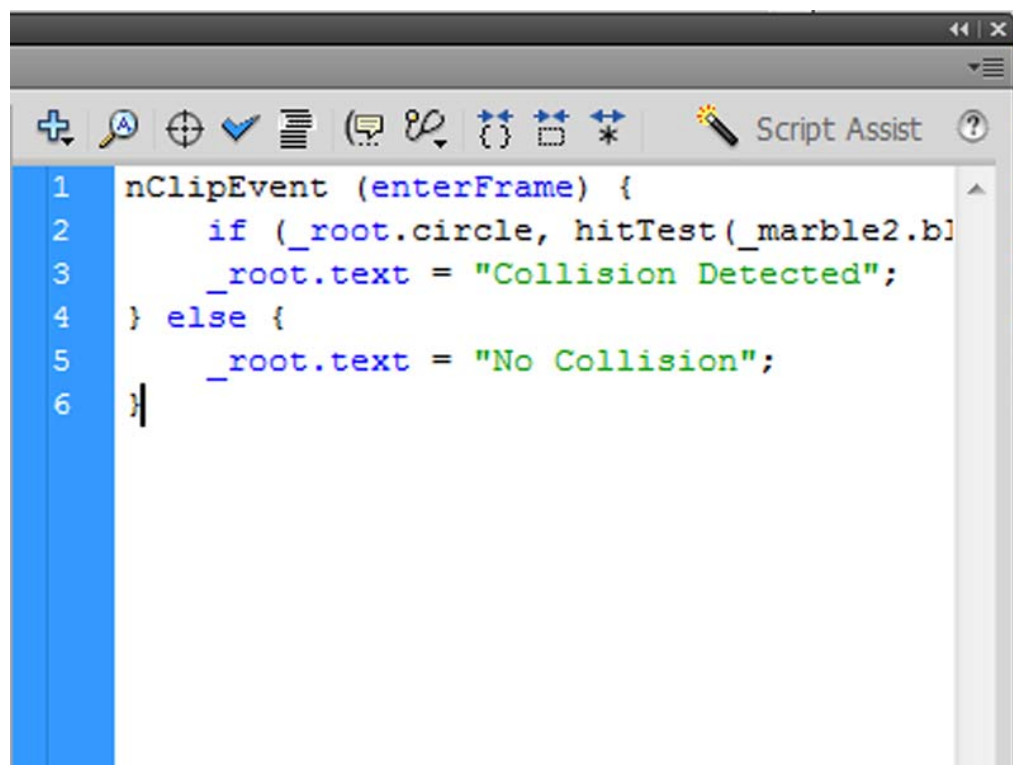 Script Assist
1 nClipEvent (enterFrame) {
2 if (_root.circle, hitTest(_marble2.bl
3 _root.text = "Collision Detected";
4 } else {
5 _root.text = "No Collision";
6 }